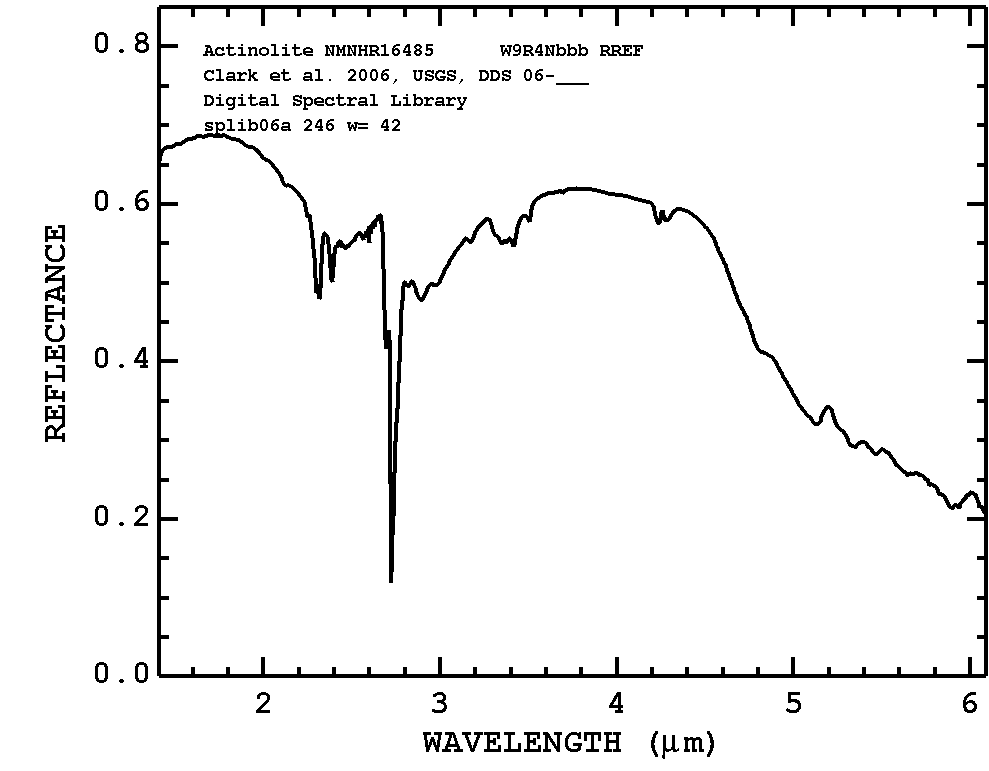 Actinolite NMNHR16485 W9R4Nbbb RREF
Clark et al. 2006, USGS, DDS 06-___
Digital Spectral Library
splib06a 246 w= 42
0.8
0.6
0.4
0.2
0.0
REFLECTANCE
2 3 4 5 6
WAVELENGTH (μm)